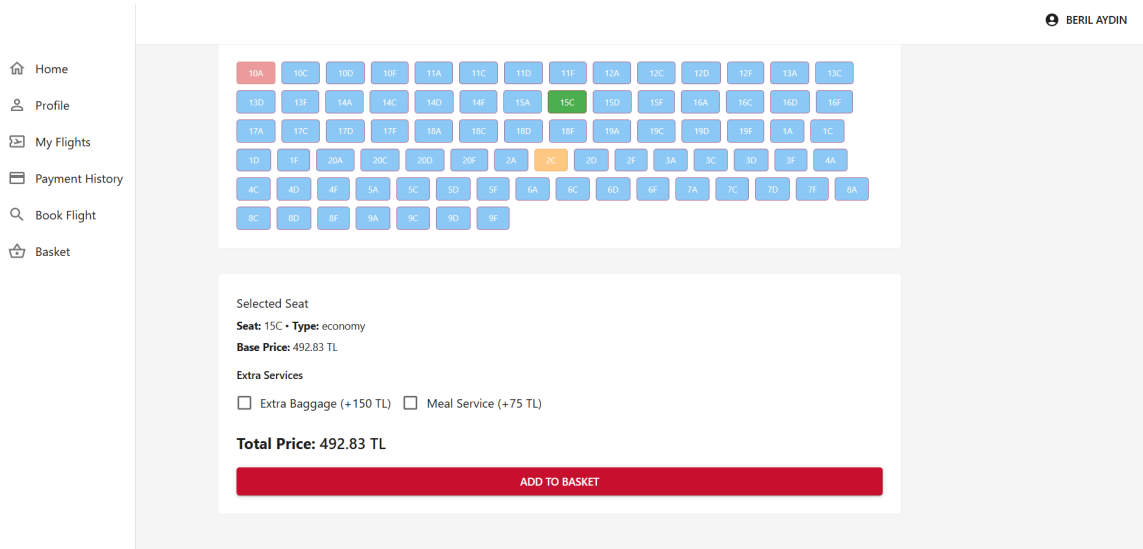 BERIL AYDIN
Home
Profile
My Flights
Payment History
Book Flight
Basket
10A 10C 10D 10F 11A 11C 11D 11F 12A 12C 12D 12F 13A 13C
13D 13F 14A 14C 14D 14F 15A 15C 15D 15F 16A 16C 16D 16F
17A 17C 17D 17F 18A 18C 18D 18F 19A 19C 19D 19F 1A 1C
1D 1F 20A 20C 20D 20F 2A 2C 2D 2F 3A 3C 3D 3F 4A
4C 4D 4F 5A 5C 5D 5F 6A 6C 6D 6F 7A 7C 7D 7F 8A
8C 8D 8F 9A 9C 9D 9F
Selected Seat
Seat: 15C • Type: economy
Base Price: 492.83 TL
Extra Services
Extra Baggage (+150 TL) Meal Service (+75 TL)
Total Price: 492.83 TL
ADD TO BASKET